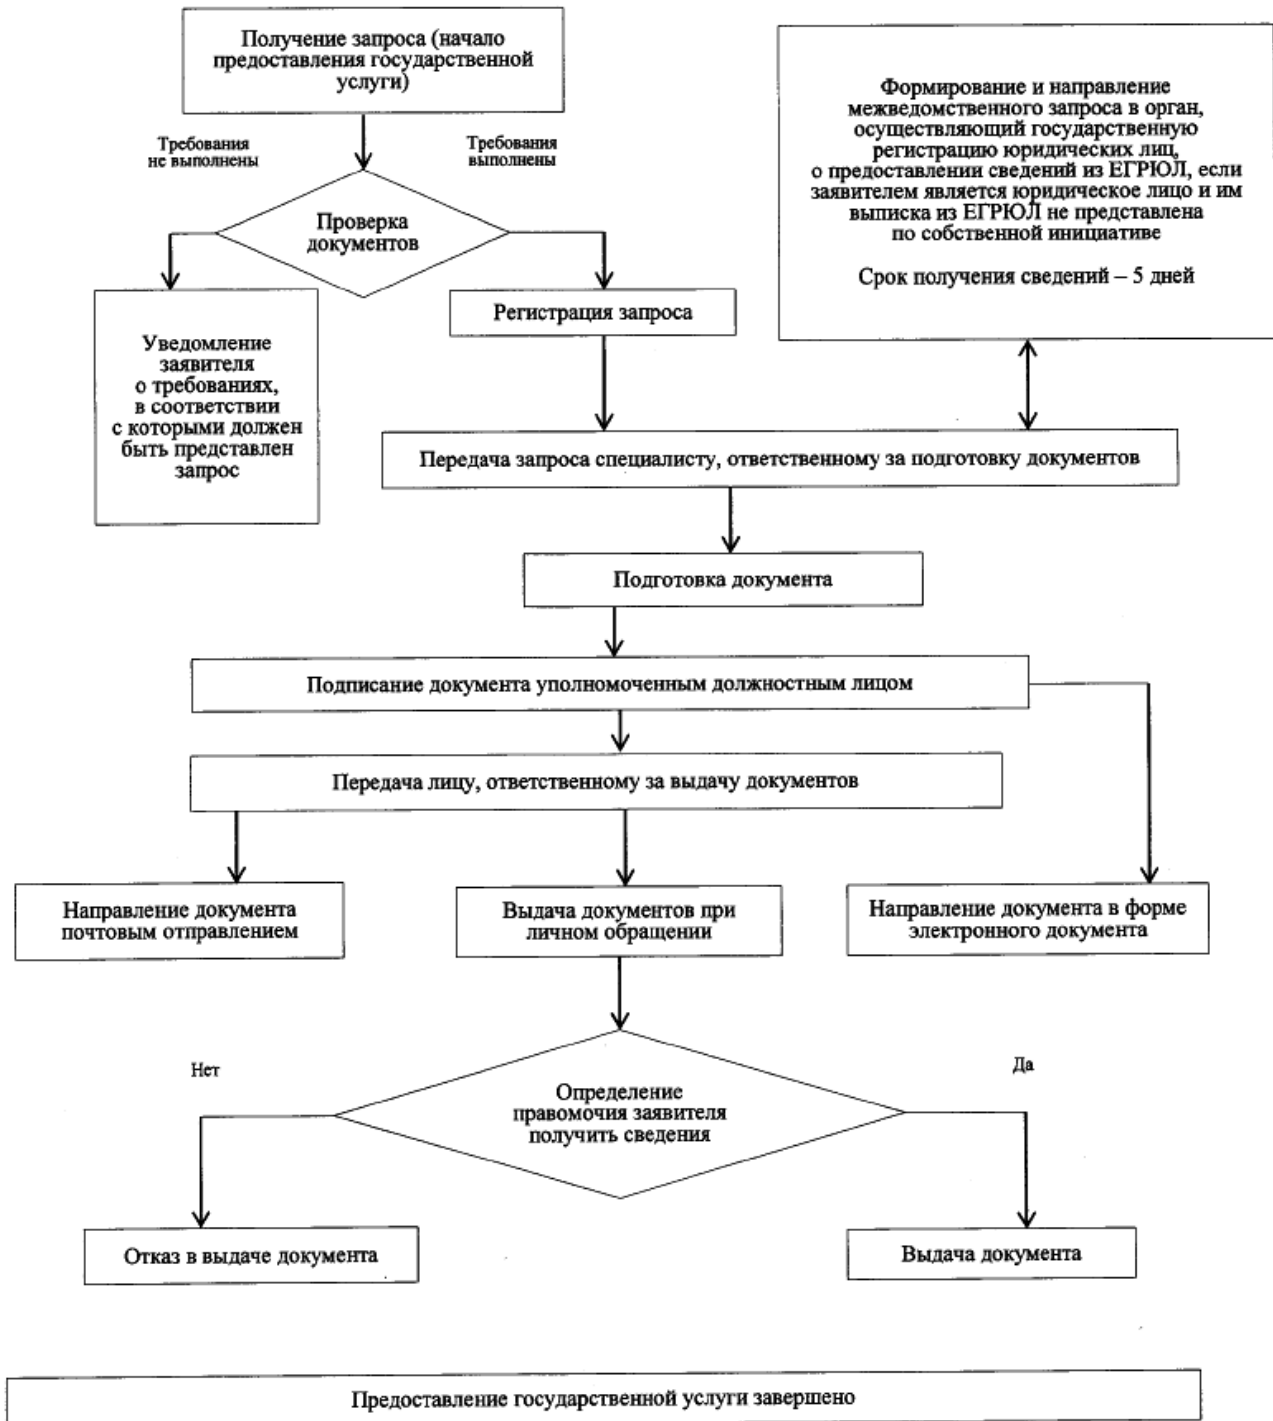 Получение запроса (начало
предоставления государственной
услуги)
Формирование и направление
межведомственного запроса в орган,
осуществляющий государственную
регистрацию юридических лиц,
о предоставлении сведений из ЕГРЮЛ, если
заявителем является юридическое лицо и им
выписка из ЕГРЮЛ не представлена
по собственной инициативе
Срок получения сведений – 5 дней
Требования
не выполнены
Требования
выполнены
Проверка
документов
Уведомление
заявителя
о требованиях,
в соответствии
с которыми должен
быть представлен
запрос
Регистрация запроса
Передача запроса специалисту, ответственному за подготовку документов
Подготовка документа
Подписание документа уполномоченным должностным лицом
Передача лицу, ответственному за выдачу документов
Направление документа
почтовым отправлением
Выдача документов при
личном обращении
Направление документа в форме
электронного документа
Нет
Да
Определение
правомочия заявителя
получить сведения
Отказ в выдаче документа
Выдача документа
Предоставление государственной услуги завершено